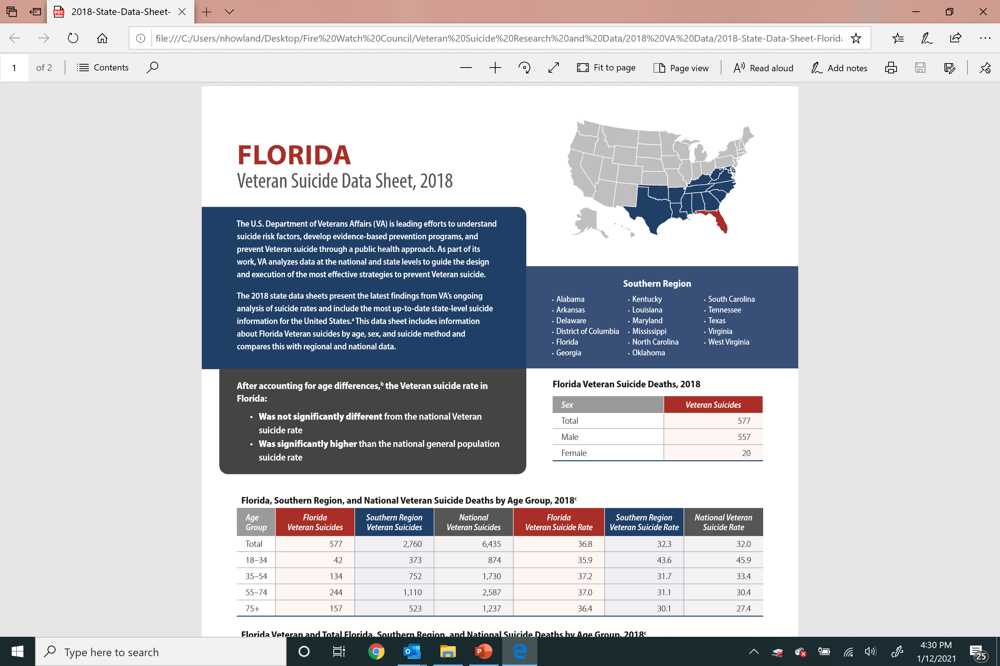 2018-State-Data-Sheet-
file:///C:/Users/nhowland/Desktop/Fire%20Watch%20Council/Veteran%20Suicide%20Research%20and%20Data/2018%20VA%20Data/2018-State-Data-Sheet-Florida
1 of 2 Contents Fit to page Page view Read aloud Add notes
FLORIDA
Veteran Suicide Data Sheet, 2018
The U.S. Department of Veterans Affairs (VA) is leading efforts to understand
suicide risk factors, develop evidence-based prevention programs, and
prevent Veteran suicide through a public health approach. As part of its
work, VA analyzes data at the national and state levels to guide the design
and execution of the most effective strategies to prevent Veteran suicide.
The 2018 state data sheets present the latest findings from VA's ongoing
analysis of suicide rates and include the most up-to-date state-level suicide
information for the United States.ᵃ This data sheet includes information
about Florida Veteran suicides by age, sex, and suicide method and
compares this with regional and national data.
Southern Region
• Alabama
• Arkansas
• Delaware
• District of Columbia
• Florida
• Georgia
• Kentucky
• Louisiana
• Maryland
• Mississippi
• North Carolina
• Oklahoma
• South Carolina
• Tennessee
• Texas
• Virginia
• West Virginia
After accounting for age differences,ᵇ the Veteran suicide rate in
Florida:
• Was not significantly different from the national Veteran
suicide rate
• Was significantly higher than the national general population
suicide rate
Florida Veteran Suicide Deaths, 2018
Sex Veteran Suicides
Total 577
Male 557
Female 20
Florida, Southern Region, and National Veteran Suicide Deaths by Age Group, 2018ᶜ
Age Group Florida Veteran Suicides Southern Region Veteran Suicides National Veteran Suicides Florida Veteran Suicide Rate Southern Region Veteran Suicide Rate National Veteran Suicide Rate
Total 577 2,760 6,435 36.8 32.3 32.0
18–34 42 373 874 35.9 43.6 45.9
35–54 134 752 1,730 37.2 31.7 33.4
55–74 244 1,110 2,587 37.0 31.1 30.4
75+ 157 523 1,237 36.4 30.1 27.4
Florida Veteran and Total Florida, Southern Region, and National Suicide Deaths by Age Group, 2018ᶜ
Type here to search
4:30 PM
1/12/2021
25